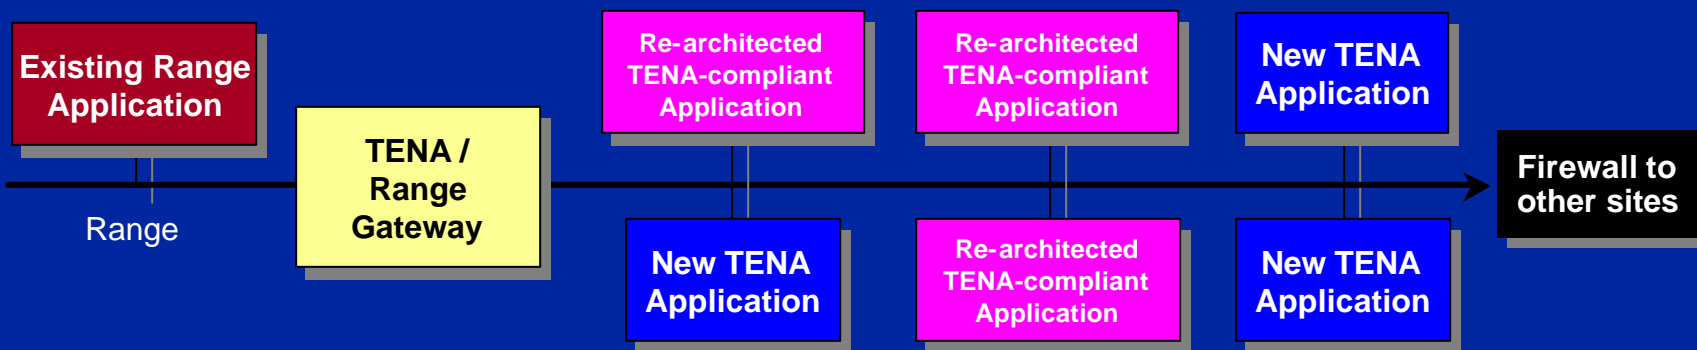 Existing Range
Application
Range
TENA /
Range
Gateway
Re-architected
TENA-compliant
Application
New TENA
Application
Re-architected
TENA-compliant
Application
Re-architected
TENA-compliant
Application
New TENA
Application
New TENA
Application
Firewall to
other sites